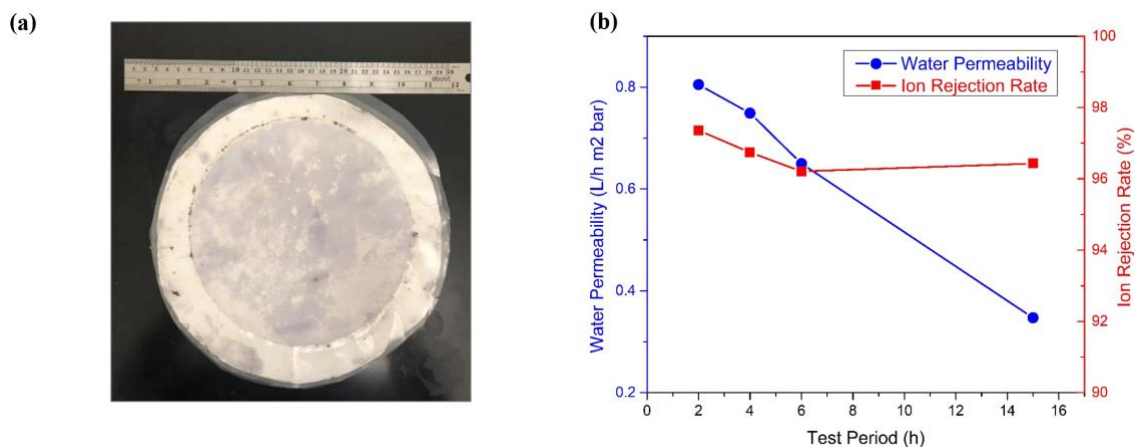 (a)
(b)
Water Permeability
Ion Rejection Rate
Water Permeability (L/h m2 bar)
0.8
0.6
0.4
0.2
100
98
96
94
92
90
Ion Rejection Rate (%)
0 2 4 6 8 10 12 14 16
Test Period (h)